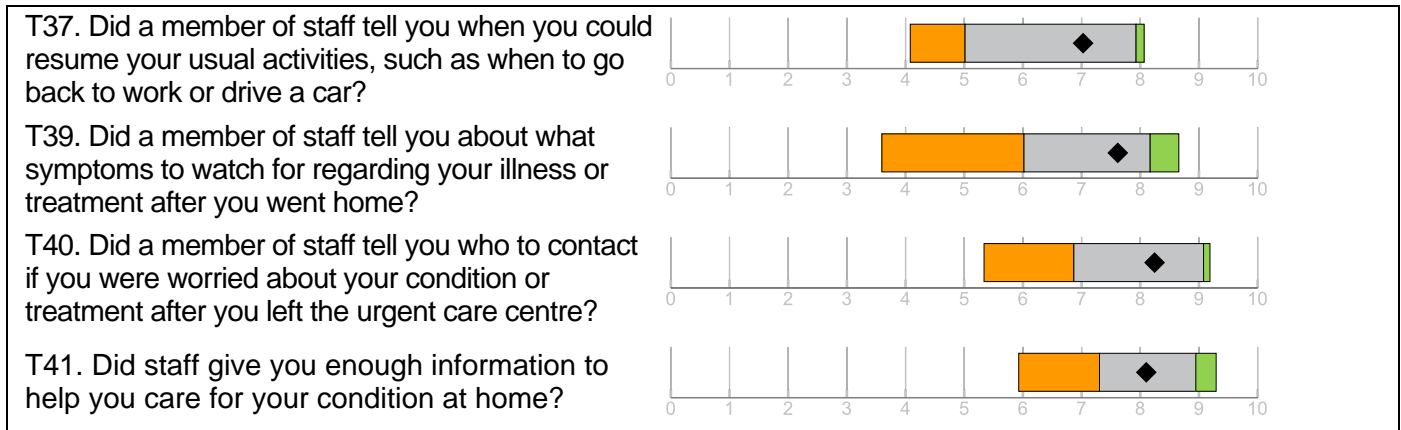 T37. Did a member of staff tell you when you could
resume your usual activities, such as when to go
back to work or drive a car?
0 1 2 3 4 5 6 7 8 9 10
T39. Did a member of staff tell you about what
symptoms to watch for regarding your illness or
treatment after you went home?
0 1 2 3 4 5 6 7 8 9 10
T40. Did a member of staff tell you who to contact
if you were worried about your condition or
treatment after you left the urgent care centre?
0 1 2 3 4 5 6 7 8 9 10
T41. Did staff give you enough information to
help you care for your condition at home?
0 1 2 3 4 5 6 7 8 9 10